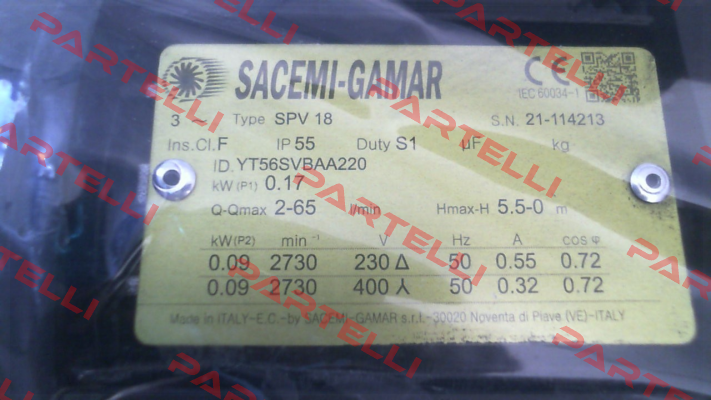 SACEMI-GAMAR
CE
IEC 60034-1
3 ~ Type SPV 18 S.N. 21-114213
Ins.Cl. F IP 55 Duty S1 µF kg
ID. YT56SVBAA220
kW (P1) 0.17
Q-Qmax 2-65 l/min Hmax-H 5.5-0 m
kW (P2) min⁻¹ V Hz A cos φ
0.09 2730 230 Δ 50 0.55 0.72
0.09 2730 400 ⅄ 50 0.32 0.72
Made in ITALY-E.C.-by SACEMI-GAMAR s.r.l.-30020 Noventa di Piave (VE)-ITALY
PARTELLI
PARTELLI
PARTELLI
PARTELLI
PARTELLI
PARTELLI